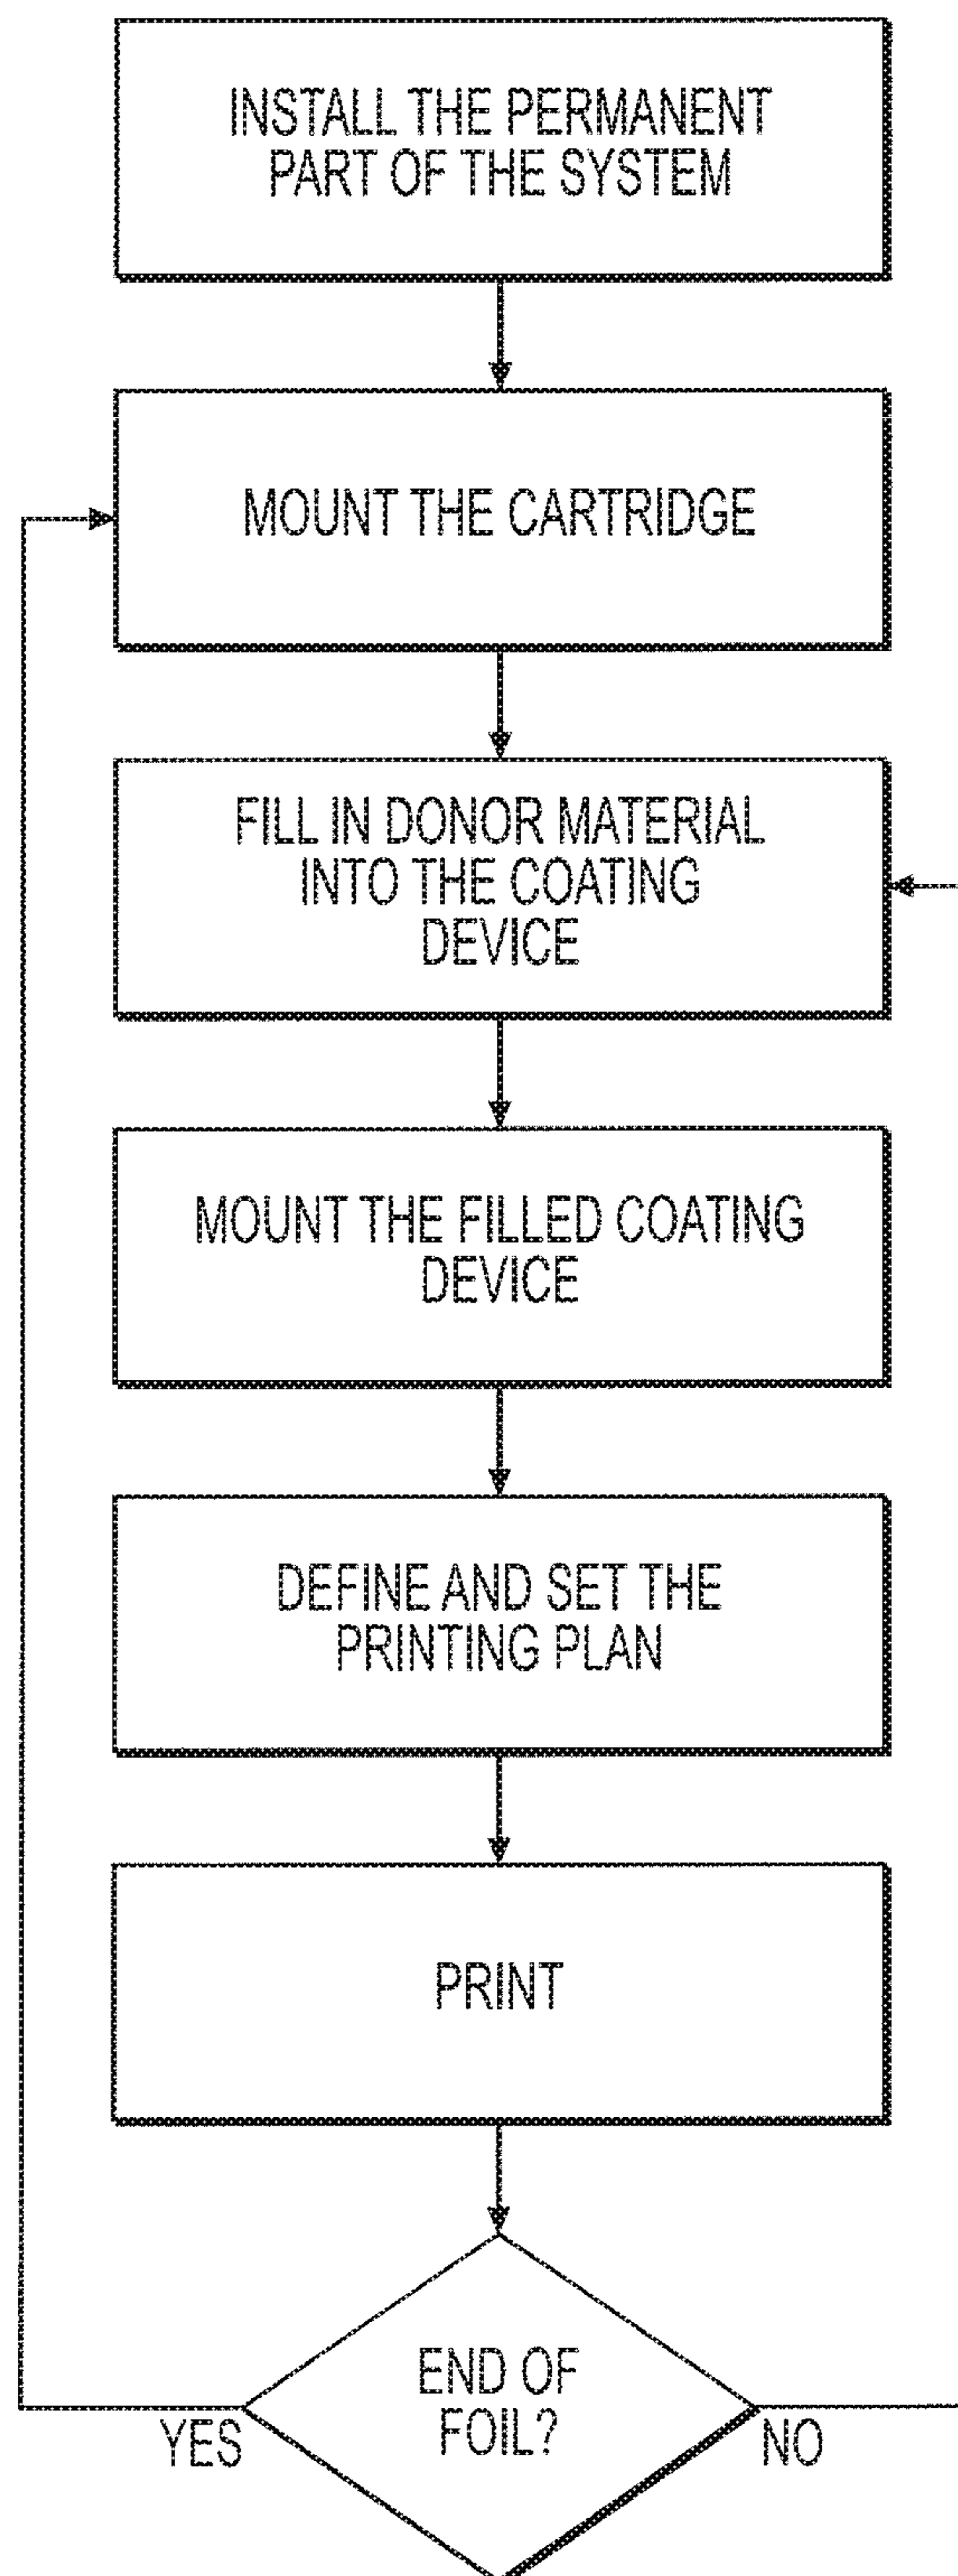 INSTALL THE PERMANENT
PART OF THE SYSTEM
MOUNT THE CARTRIDGE
FILL IN DONOR MATERIAL
INTO THE COATING
DEVICE
MOUNT THE FILLED COATING
DEVICE
DEFINE AND SET THE
PRINTING PLAN
PRINT
END OF
FOIL?
YES
NO